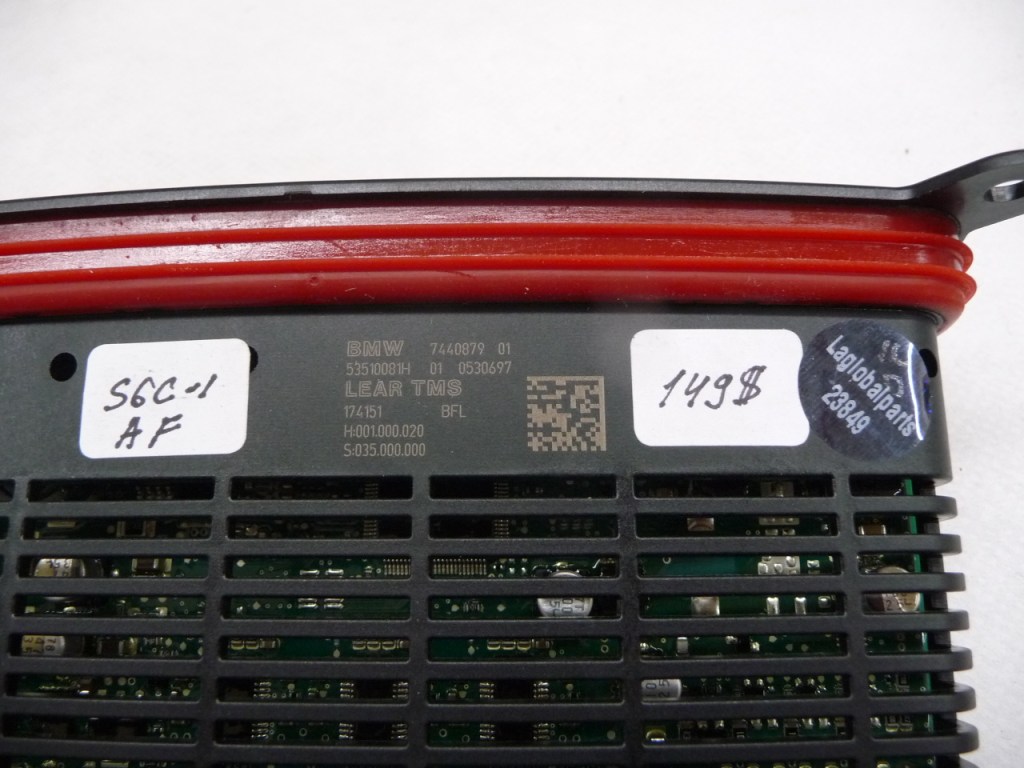 S6C-1
AF
BMW 7440879 01
53510081H 01 0530697
LEAR TMS
174151 BFL
H:001.000.020
S:035.000.000
149$
Laglobalparts
23849